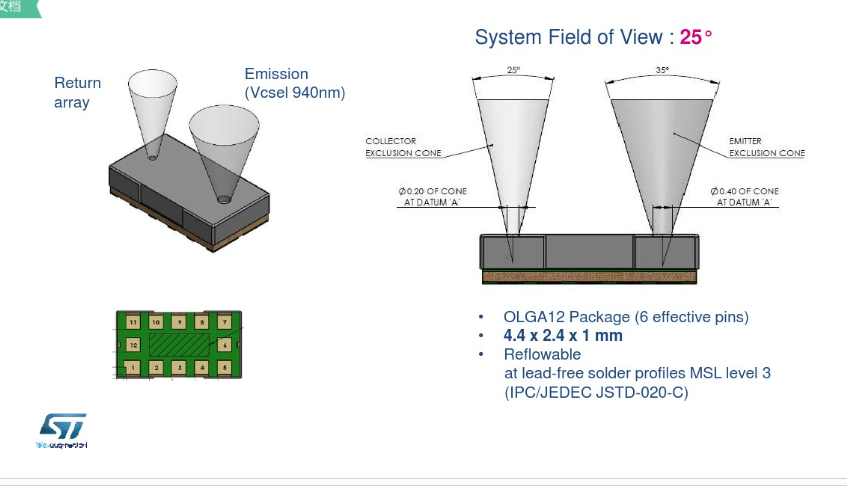 文档
System Field of View : 25°
Return
array
Emission
(Vcsel 940nm)
25°
35°
COLLECTOR
EXCLUSION CONE
EMITTER
EXCLUSION CONE
Ø0.20 OF CONE
AT DATUM 'A'
Ø0.40 OF CONE
AT DATUM 'A'
11 10 9 8 7
12 6
1 2 3 4 5
• OLGA12 Package (6 effective pins)
• 4.4 x 2.4 x 1 mm
• Reflowable
at lead-free solder profiles MSL level 3
(IPC/JEDEC JSTD-020-C)
ST